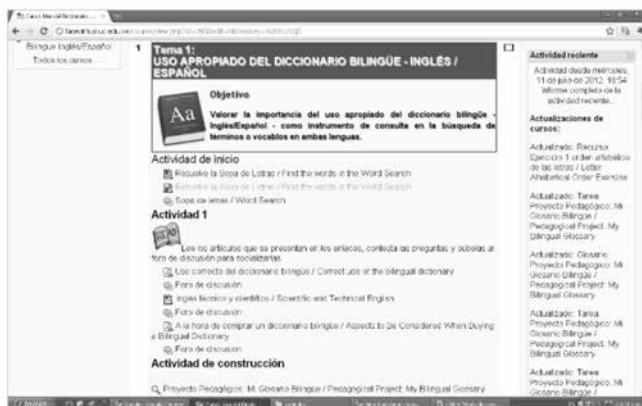 Bilingue Inglés/Español
Todos los cursos ...
1
Tema 1:
USO APROPIADO DEL DICCIONARIO BILINGÜE - INGLÉS /
ESPAÑOL
Aa
Objetivo
Valorar la importancia del uso apropiado del diccionario bilingüe -
Inglés/Español - como instrumento de consulta en la búsqueda de
términos o vocablos en ambas lenguas.
Actividad de inicio
Resuelve la Sopa de Letras / Find the words in the Word Search
Resuelve la Sopa de Letras / Find the words in the Word Search
Sopa de letras / Word Search
Actividad 1
READ
Lee los artículos que se presentan en los enlaces, contesta las preguntas y súbelas al
foro de discusión para socializarlas
Uso correcto del diccionario bilingüe / Correct use of the bilingual dictionary
Foro de discusión
Inglés técnico y científico / Scientific and Technical English
Foro de discusión
A la hora de comprar un diccionario bilingüe / Aspects to Be Considered When Buying
a Bilingual Dictionary
Foro de discusión
Actividad de construcción
Proyecto Pedagógico: Mi Glosario Bilingüe / Pedagogical Project: My Bilingual Glossary
Actividad reciente
Actividad desde miércoles,
11 de julio de 2012, 10:54
Informe completo de la
actividad reciente...
Actualizaciones de
cursos:
Actualizado: Recurso
Ejercicio 1 orden alfabético
de las letras / Letter
Alphabetical Order Exercise
Actualizado: Tarea
Proyecto Pedagógico: Mi
Glosario Bilingüe /
Pedagogical Project: My
Bilingual Glossary
Actualizado: Glosario
Proyecto Pedagógico: Mi
Glosario Bilingüe /
Pedagogical Project: My
Bilingual Glossary
Actualizado: Tarea
Proyecto Pedagógico: Mi
Glosario Bilingüe /
Pedagogical Project: My
Bilingual Glossary
Actualizado: Tarea
Proyecto Pedagógico: Mi
Glosario Bilingüe /
Pedagogical Project: My
Bilingual Glossary